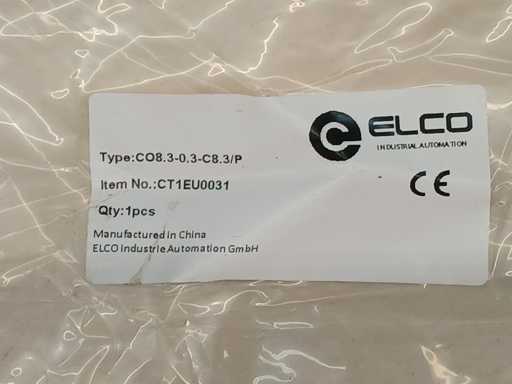 ELCO
INDUSTRIAL AUTOMATION
Type:CO8.3-0.3-C8.3/P
Item No.:CT1EU0031
CE
Qty:1pcs
Manufactured in China
ELCO Industrie Automation GmbH